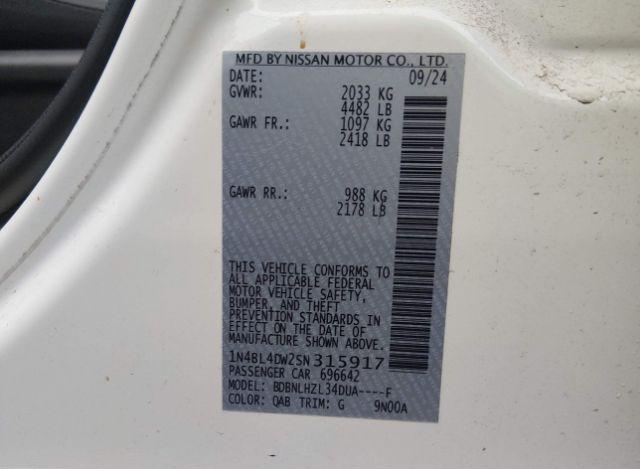 MFD BY NISSAN MOTOR CO., LTD.
DATE: 09/24
GVWR: 2033 KG
4482 LB
GAWR FR.: 1097 KG
2418 LB
GAWR RR.: 988 KG
2178 LB
THIS VEHICLE CONFORMS TO
ALL APPLICABLE FEDERAL
MOTOR VEHICLE SAFETY,
BUMPER, AND THEFT
PREVENTION STANDARDS IN
EFFECT ON THE DATE OF
MANUFACTURE SHOWN ABOVE.
1N4BL4DW2SN315917
PASSENGER CAR 696642
MODEL: BDBNLHZL34DUA----F
COLOR: QAB TRIM: G 9N00A